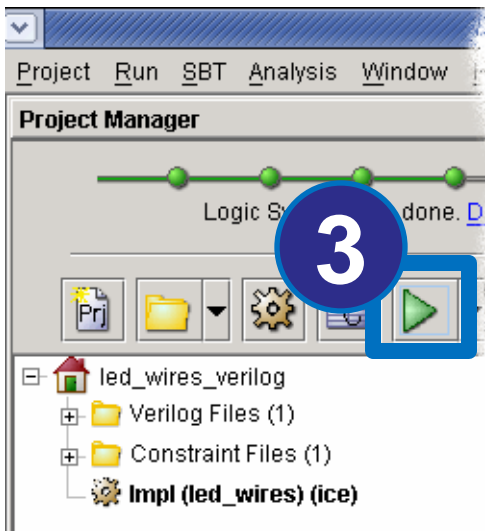 Project Run SBT Analysis Window
Project Manager
Logic done. D
3
Prj
led_wires_verilog
Verilog Files (1)
Constraint Files (1)
Impl (led_wires) (ice)